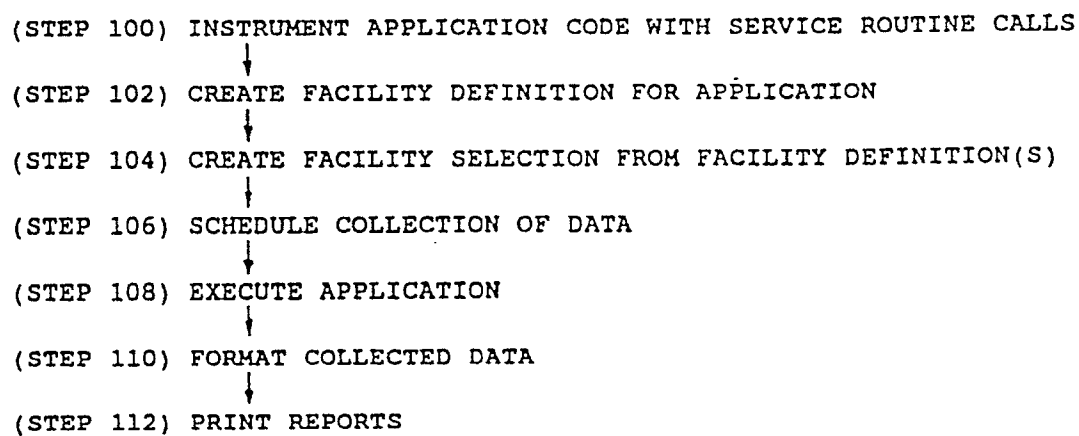 (STEP 100) INSTRUMENT APPLICATION CODE WITH SERVICE ROUTINE CALLS
(STEP 102) CREATE FACILITY DEFINITION FOR APPLICATION
(STEP 104) CREATE FACILITY SELECTION FROM FACILITY DEFINITION(S)
(STEP 106) SCHEDULE COLLECTION OF DATA
(STEP 108) EXECUTE APPLICATION
(STEP 110) FORMAT COLLECTED DATA
(STEP 112) PRINT REPORTS